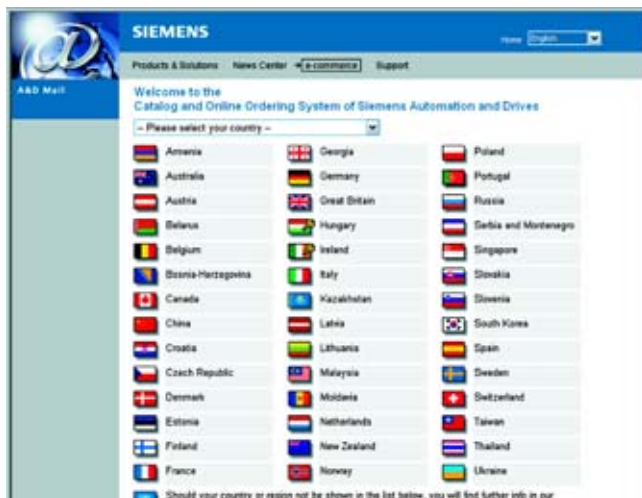 SIEMENS
Home English
Products & Solutions News Center e-commerce Support
A&D Mall
Welcome to the
Catalog and Online Ordering System of Siemens Automation and Drives
-- Please select your country --
Armenia Georgia Poland
Australia Germany Portugal
Austria Great Britain Russia
Belarus Hungary Serbia and Montenegro
Belgium Ireland Singapore
Bosnia-Herzegovina Italy Slovakia
Canada Kazakhstan Slovenia
China Latvia South Korea
Croatia Lithuania Spain
Czech Republic Malaysia Sweden
Denmark Moldavia Switzerland
Estonia Netherlands Taiwan
Finland New Zealand Thailand
France Norway Ukraine
Should your country or region not be shown in the list below, you will find further info in our